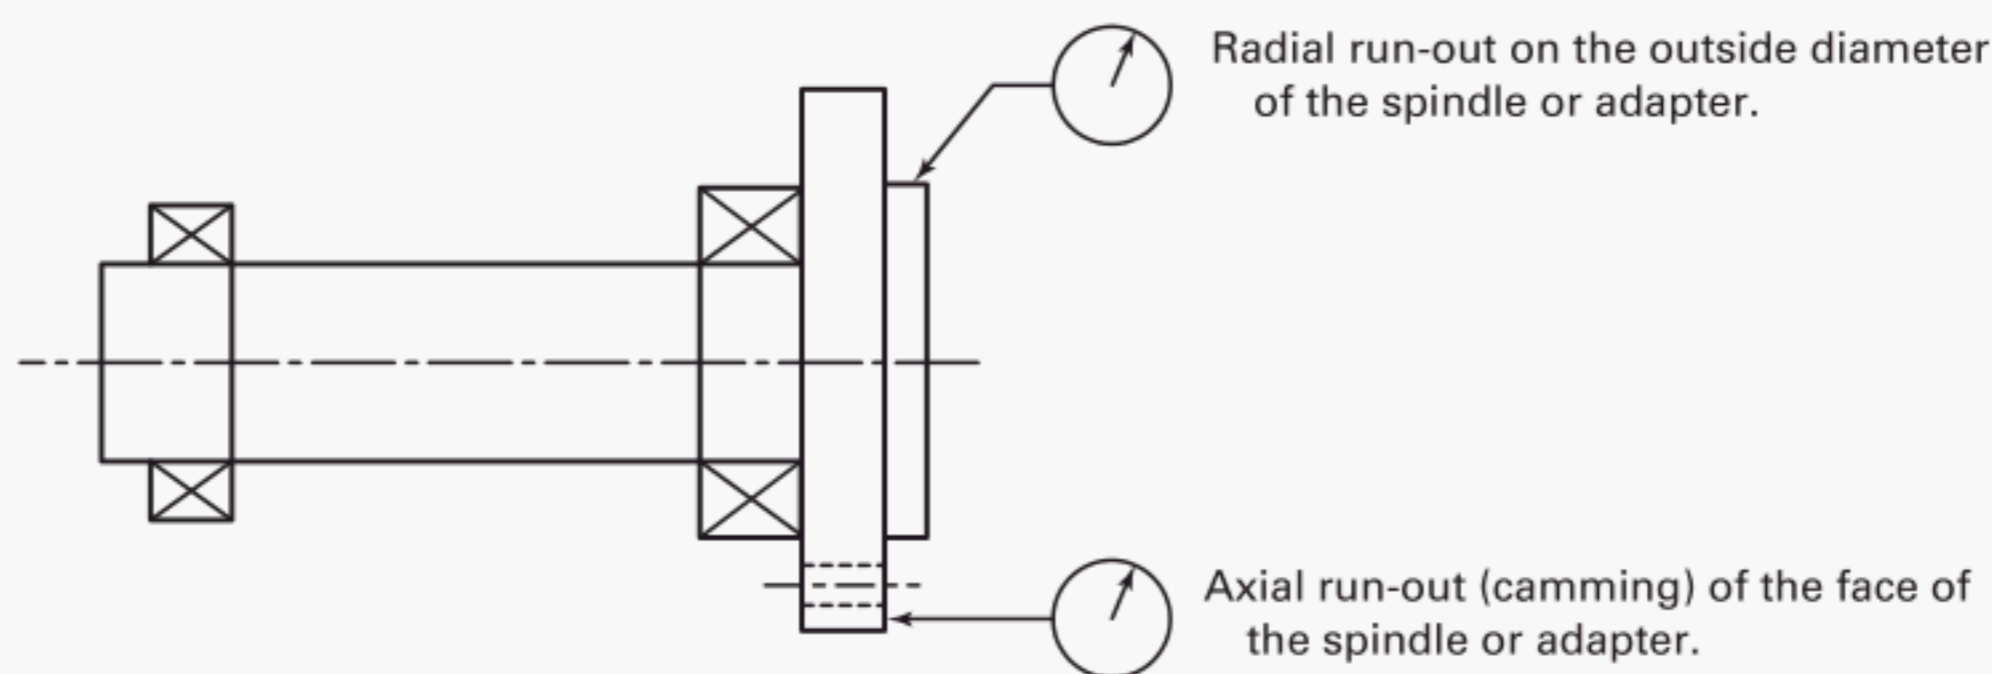 Radial run-out on the outside diameter
of the spindle or adapter.
Axial run-out (camming) of the face of
the spindle or adapter.